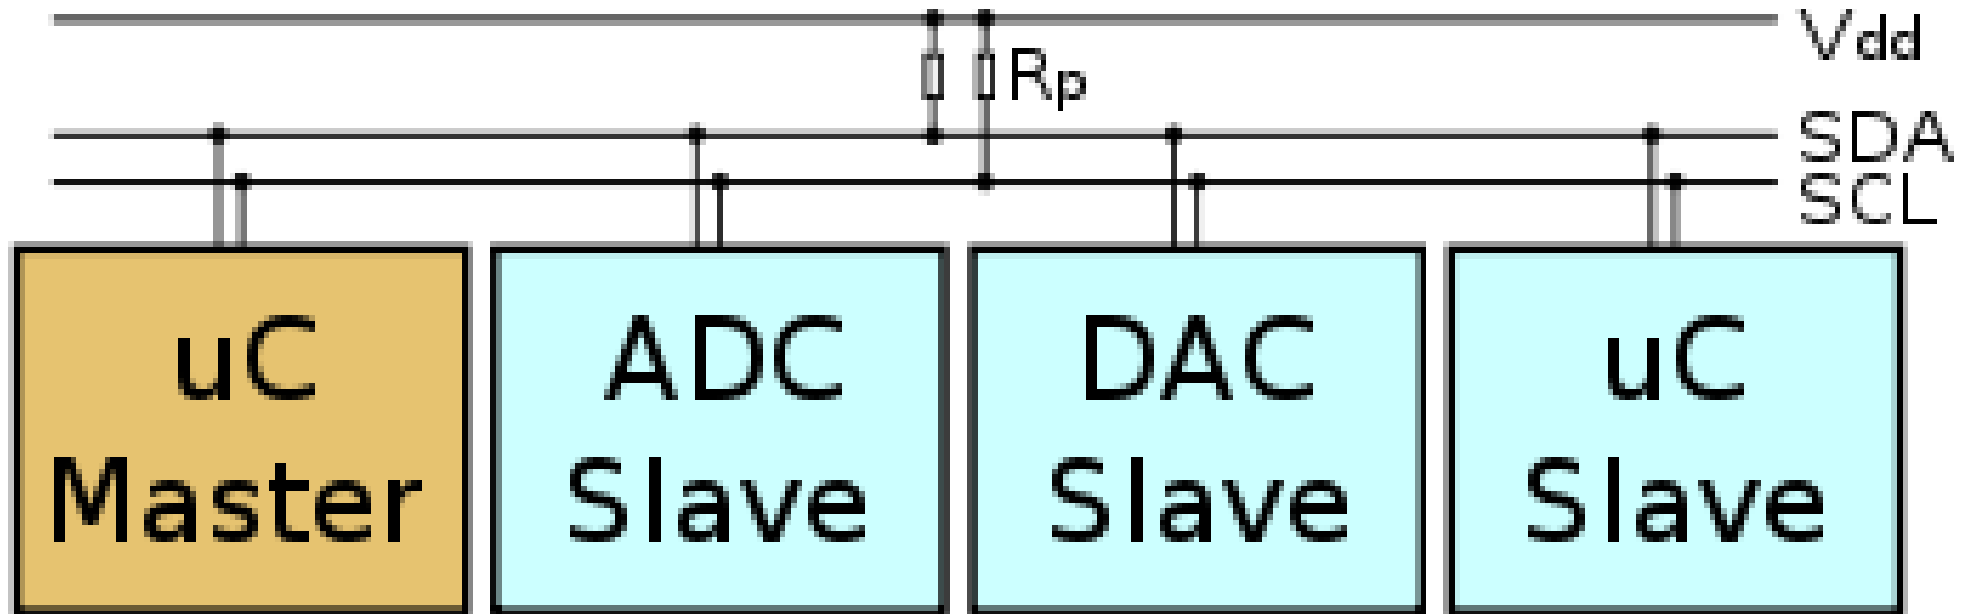 Vdd
Rp
SDA
SCL
uC
Master
ADC
Slave
DAC
Slave
uC
Slave